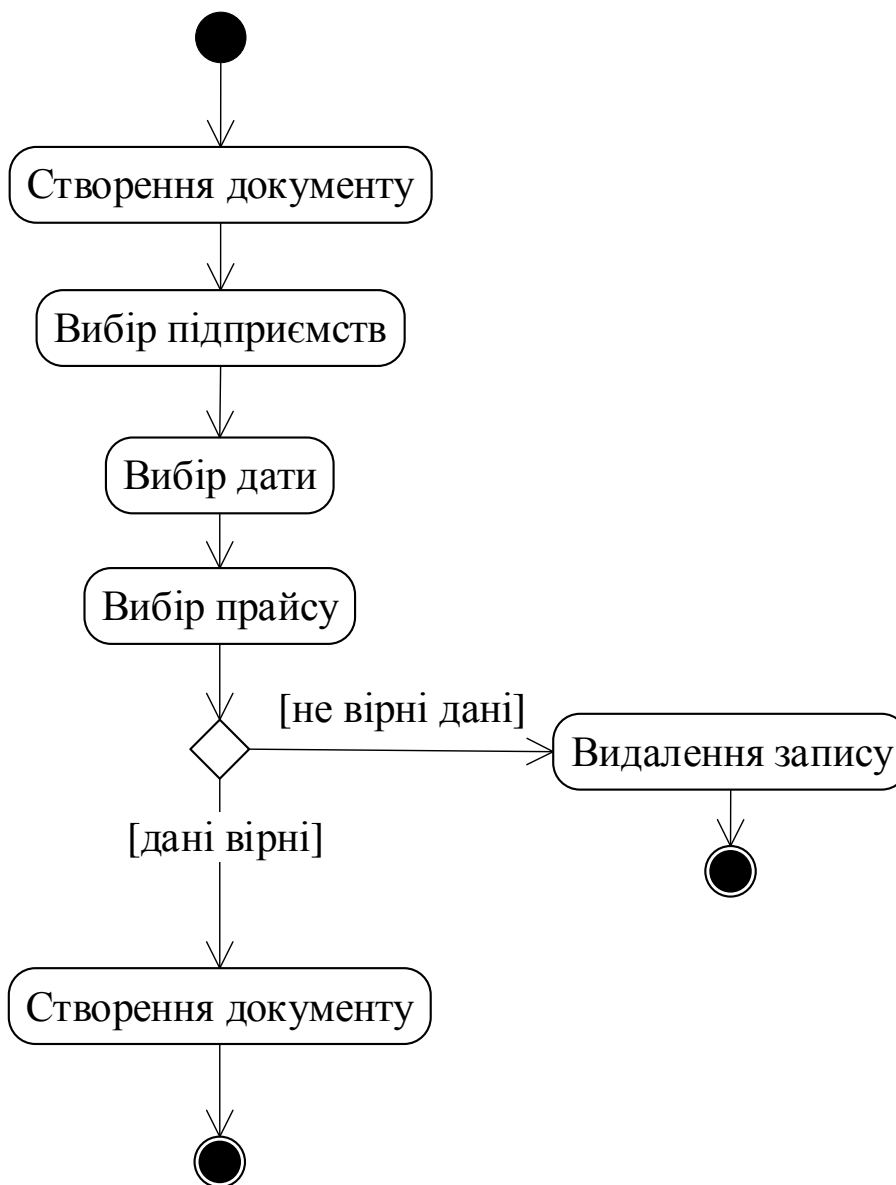 Створення документу
Вибір підприємств
Вибір дати
Вибір прайсу
[не вірні дані]
Видалення запису
[дані вірні]
Створення документу